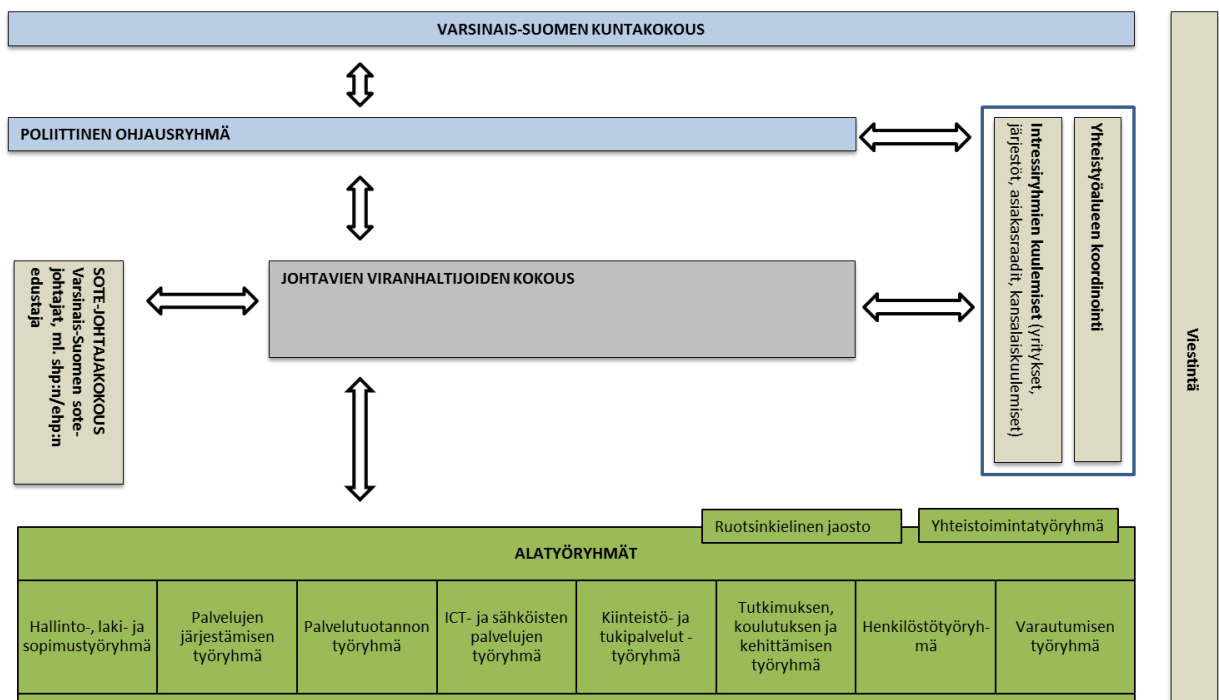 VARSINAIS-SUOMEN KUNTAKOKOUS
POLIITTINEN OHJAUSRYHMÄ
Intressiryhmien kuulemiset (yritykset,
järjestöt, asiakasraadit, kansalaiskuulemiset)
Yhteistyöalueen koordinointi
Viestintä
SOTE-JOHTAJAKOKOUS
Varsinais-Suomen sote-
johtajat, ml. shp:n/ehp:n
edustaja
JOHTAVIEN VIRANHALTIJOIDEN KOKOUS
Ruotsinkielinen jaosto
Yhteistoimintatyöryhmä
ALATYÖRYHMÄT
Hallinto-, laki- ja
sopimustyöryhmä
Palvelujen
järjestämisen
työryhmä
Palvelutuotannon
työryhmä
ICT- ja sähköisten
palvelujen
työryhmä
Kiinteistö- ja
tukipalvelut -
työryhmä
Tutkimuksen,
koulutuksen ja
kehittämisen
työryhmä
Henkilöstötyöryh-
mä
Varautumisen
työryhmä